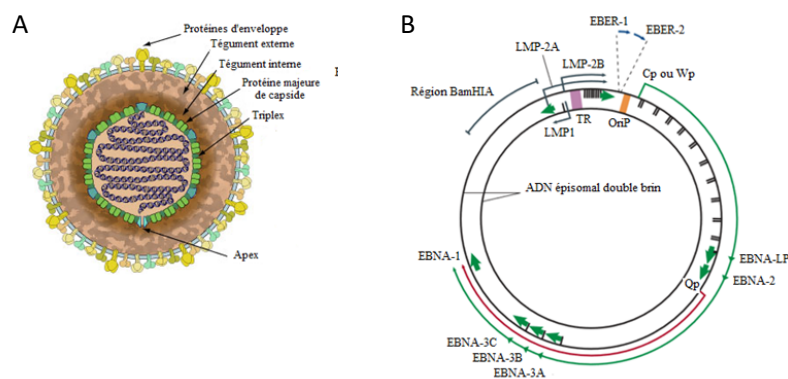 A
Protéines d'enveloppe
Tégument externe
Tégument interne
Protéine majeure
de capside
Triplex
Apex
B
EBER-1
EBER-2
LMP-2A
LMP-2B
Cp ou Wp
Région BamHIA
LMP1
TR
OriP
ADN épisomal double brin
EBNA-1
EBNA-LP
Qp
EBNA-2
EBNA-3C
EBNA-3B
EBNA-3A